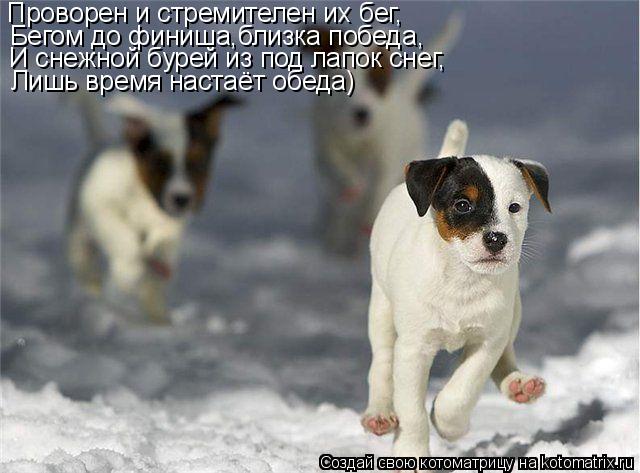 Проворен и стремителен их бег,
Бегом до финиша,близка победа,
И снежной бурей из под лапок снег,
Лишь время настаёт обеда)
Создай свою котоматрицу на kotomatrix.ru